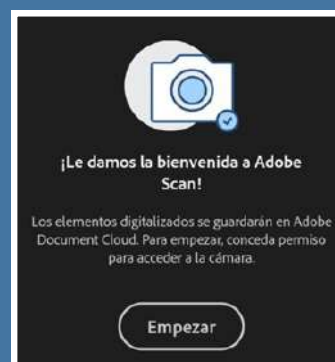 ¡Le damos la bienvenida a Adobe
Scan!
Los elementos digitalizados se guardarán en Adobe
Document Cloud. Para empezar, conceda permiso
para acceder a la cámara.
Empezar